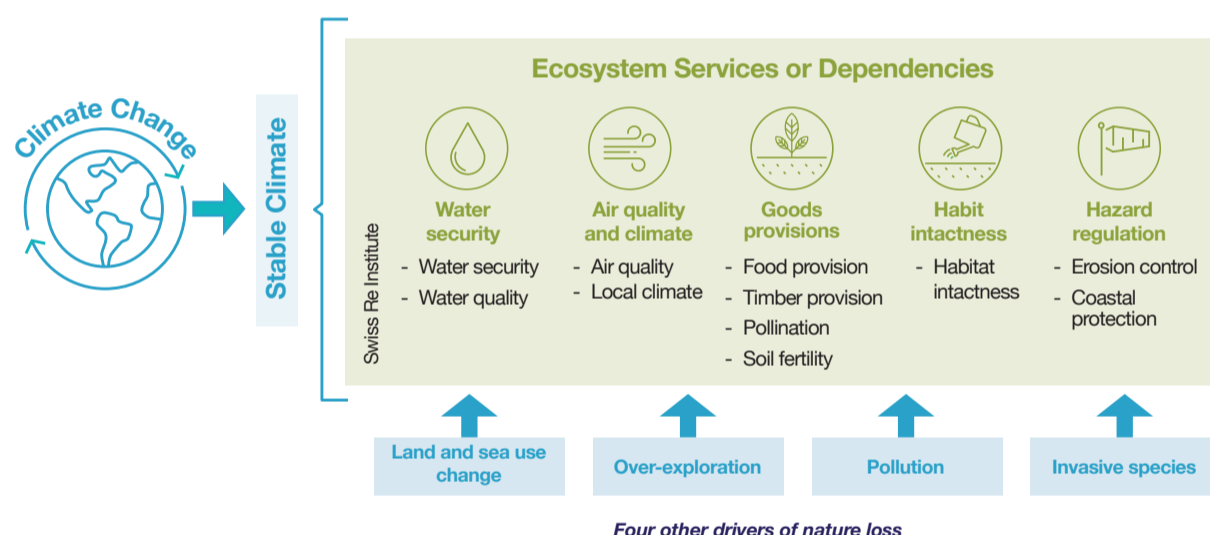 Climate Change
Stable Climate
Ecosystem Services or Dependencies
Swiss Re Institute
Water
security
- Water security
- Water quality
Air quality
and climate
- Air quality
- Local climate
Goods
provisions
- Food provision
- Timber provision
- Pollination
- Soil fertility
Habit
intactness
- Habitat
intactness
Hazard
regulation
- Erosion control
- Coastal
protection
Land and sea use
change
Over-exploration
Pollution
Invasive species
Four other drivers of nature loss